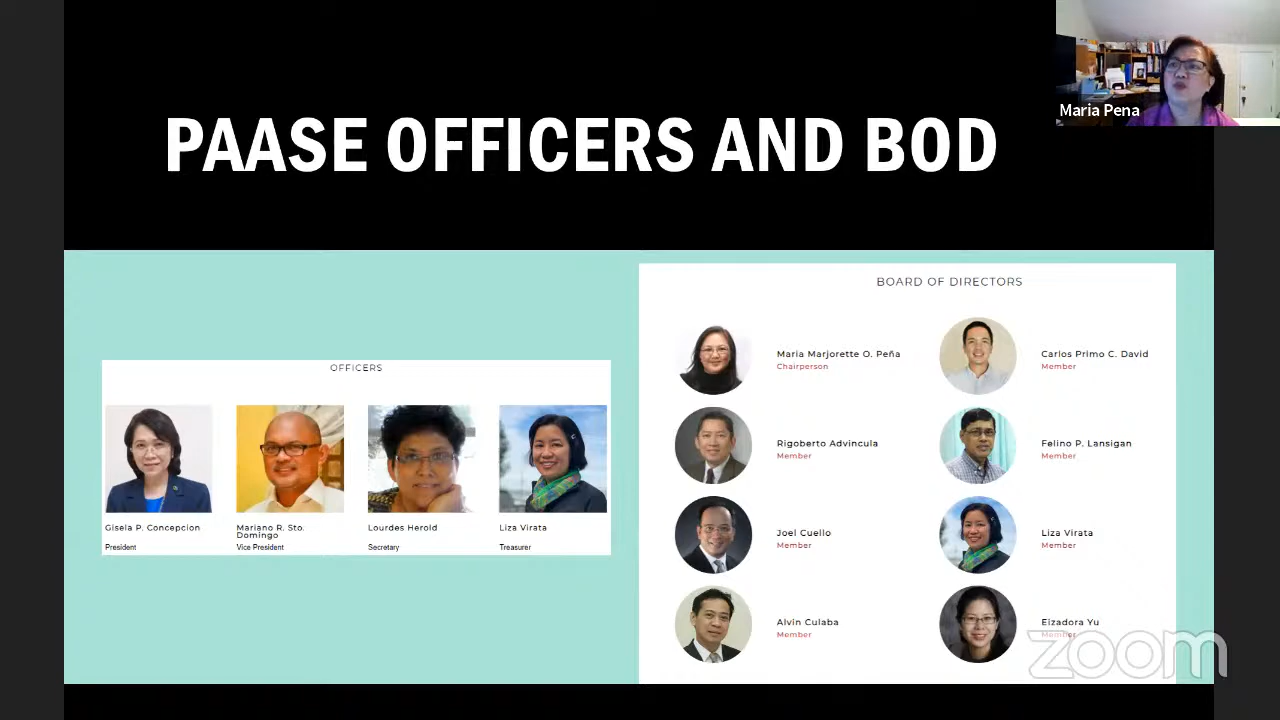 Maria Pena
PAASE OFFICERS AND BOD
OFFICERS
Gisela P. Concepcion
President
Mariano R. Sto.
Domingo
Vice President
Lourdes Herold
Secretary
Liza Virata
Treasurer
BOARD OF DIRECTORS
Maria Marjorette O. Peña
Chairperson
Carlos Primo C. David
Member
Rigoberto Advincula
Member
Felino P. Lansigan
Member
Joel Cuello
Member
Liza Virata
Member
Alvin Culaba
Member
Eizadora Yu
Member
zoom